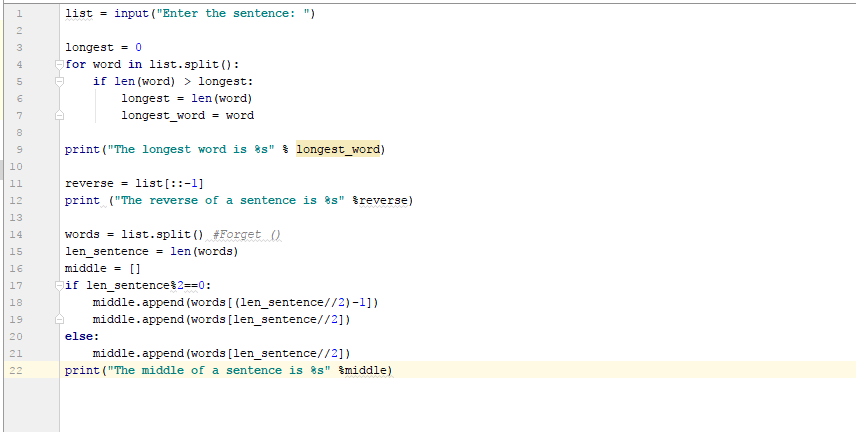 1 list = input("Enter the sentence: ")
2
3 longest = 0
4 for word in list.split():
5     if len(word) > longest:
6         longest = len(word)
7         longest_word = word
8
9 print("The longest word is %s" % longest_word)
10
11 reverse = list[::-1]
12 print ("The reverse of a sentence is %s" %reverse)
13
14 words = list.split() #Forget ()
15 len_sentence = len(words)
16 middle = []
17 if len_sentence%2==0:
18     middle.append(words[(len_sentence//2)-1])
19     middle.append(words[len_sentence//2])
20 else:
21     middle.append(words[len_sentence//2])
22 print("The middle of a sentence is %s" %middle)